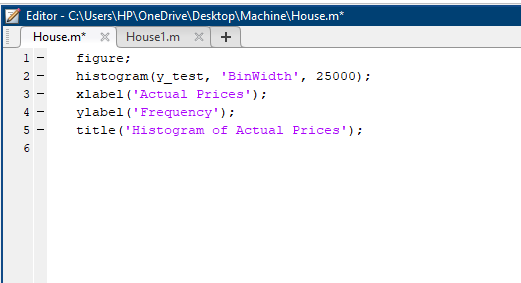 Editor - C:\Users\HP\OneDrive\Desktop\Machine\House.m*
House.m* House1.m +
1 - figure;
2 - histogram(y_test, 'BinWidth', 25000);
3 - xlabel('Actual Prices');
4 - ylabel('Frequency');
5 - title('Histogram of Actual Prices');
6